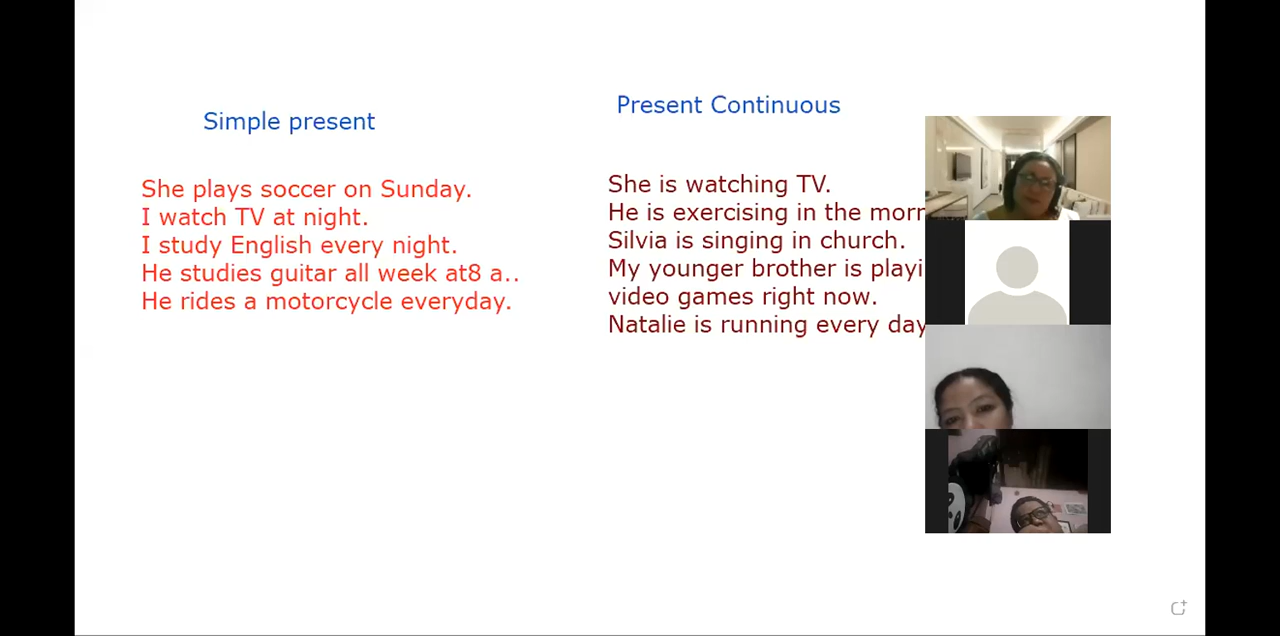 Simple present
She plays soccer on Sunday.
I watch TV at night.
I study English every night.
He studies guitar all week at8 a..
He rides a motorcycle everyday.
Present Continuous
She is watching TV.
He is exercising in the
Silvia is singing in church.
My younger brother is
video games right now.
Natalie is running every day